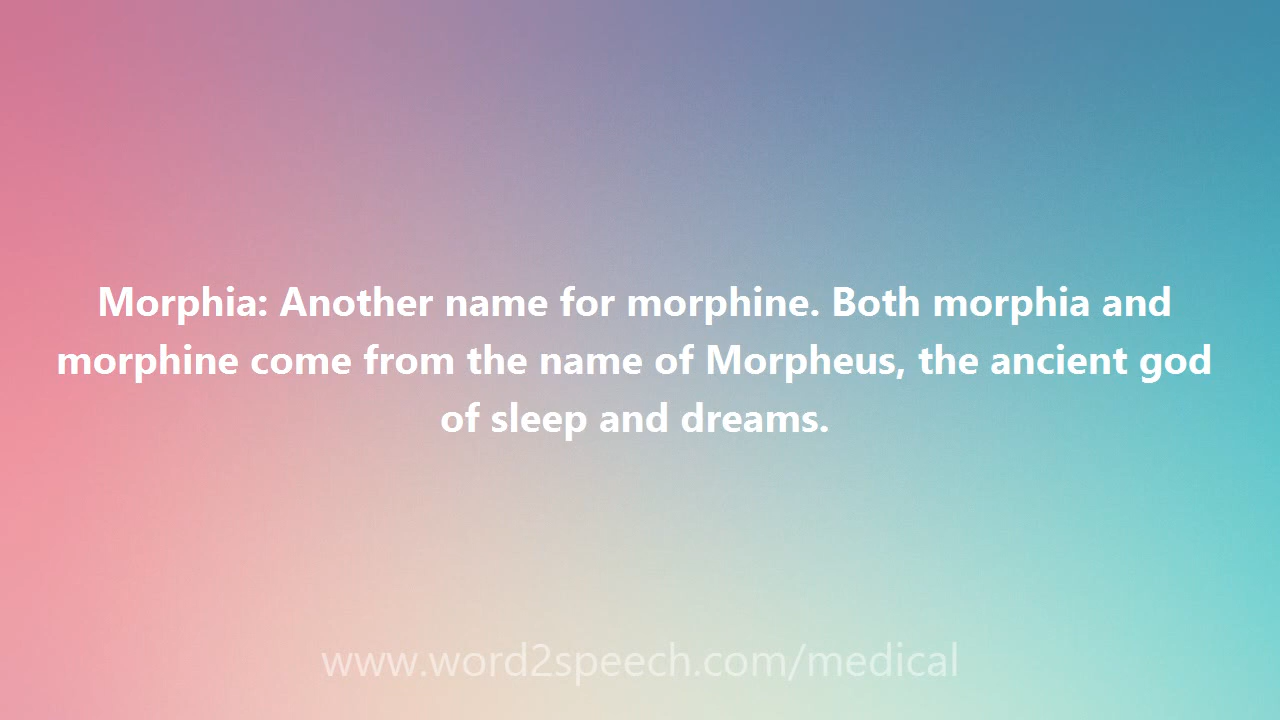 Morphia: Another name for morphine. Both morphia and
morphine come from the name of Morpheus, the ancient god
of sleep and dreams.
www.word2speech.com/medical